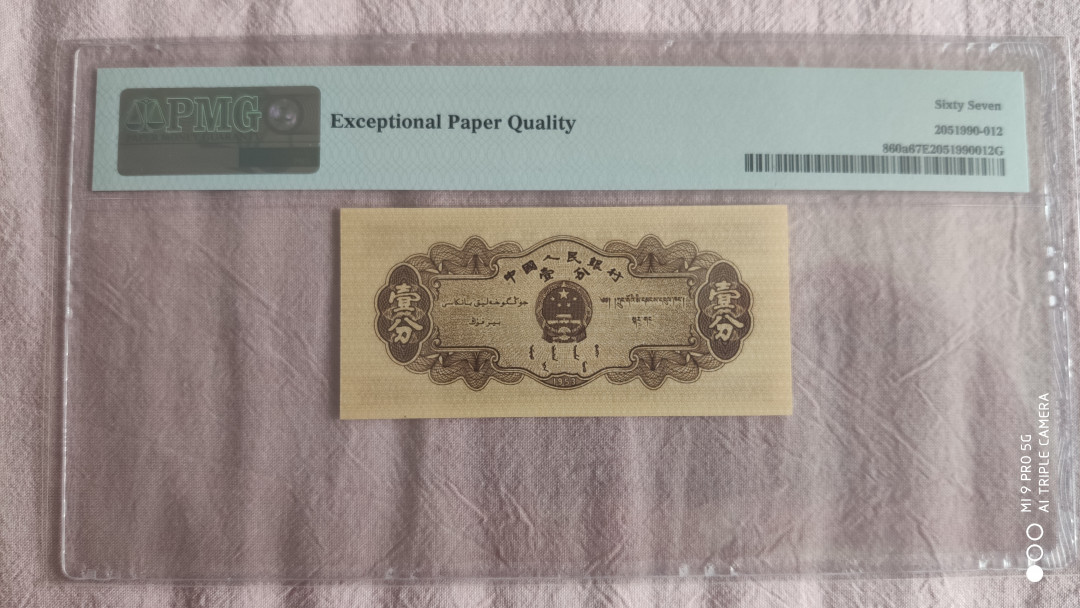 PMG
Exceptional Paper Quality
Sixty Seven
2051990-012
860a67E2051990012G
中國人民銀行
壹分
壹分
壹分
1953
MI 9 PRO 5G
AI TRIPLE CAMERA